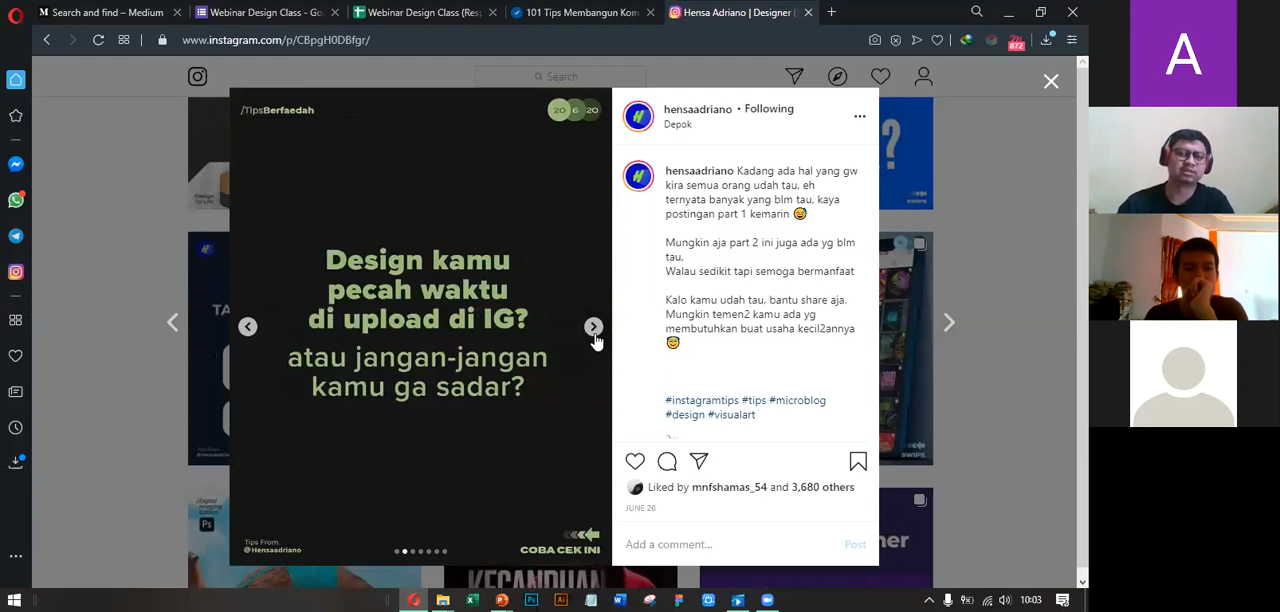 Search and find – Medium
Webinar Design Class - Go
Webinar Design Class (Res
101 Tips Membangun Kom
Hensa Adriano | Designer (
www.instagram.com/p/CBpgH0DBfgr/
872
Search
/TipsBerfaedah
20 6 20
Design kamu
pecah waktu
di upload di IG?
atau jangan-jangan
kamu ga sadar?
Tips From
@Hensaadriano
COBA CEK INI
hensaadriano • Following
Depok
hensaadriano Kadang ada hal yang gw
kira semua orang udah tau, eh
ternyata banyak yang blm tau, kaya
postingan part 1 kemarin 😅
Mungkin aja part 2 ini juga ada yg blm
tau,
Walau sedikit tapi semoga bermanfaat
Kalo kamu udah tau, bantu share aja,
Mungkin temen2 kamu ada yg
membutuhkan buat usaha kecil2annya
😇
#instagramtips #tips #microblog
#design #visualart
Liked by mnfshamas_54 and 3,680 others
JUNE 20
Add a comment...
Post
?
TA
SWIPE
Ps
KECANDUAN
ner
A
10:03